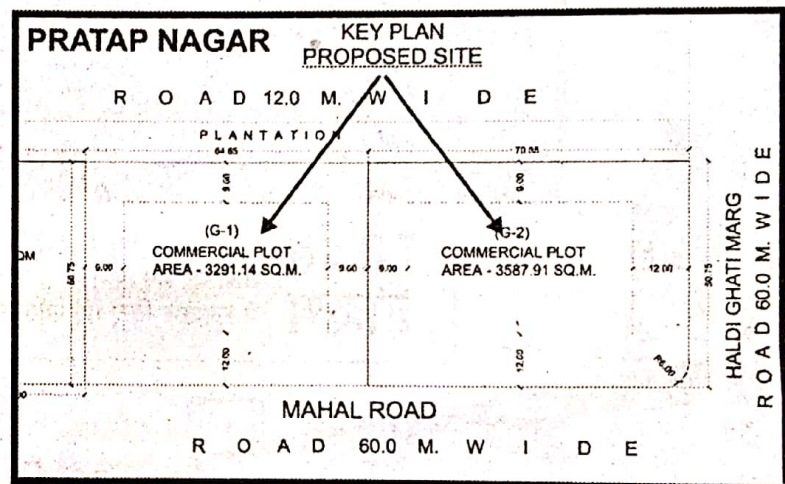 PRATAP NAGAR
KEY PLAN
PROPOSED SITE
ROAD 12.0 M. WIDE
PLANTATION
64.85
70.85
9.00
9.00
(G-1)
COMMERCIAL PLOT
AREA - 3291.14 SQ.M.
(G-2)
COMMERCIAL PLOT
AREA - 3587.91 SQ.M.
50.75
9.00
9.00
9.00
12.00
50.75
12.00
12.00
R6.00
HALDI GHATI MARG
ROAD 60.0 M. WIDE
MAHAL ROAD
ROAD 60.0 M. WIDE